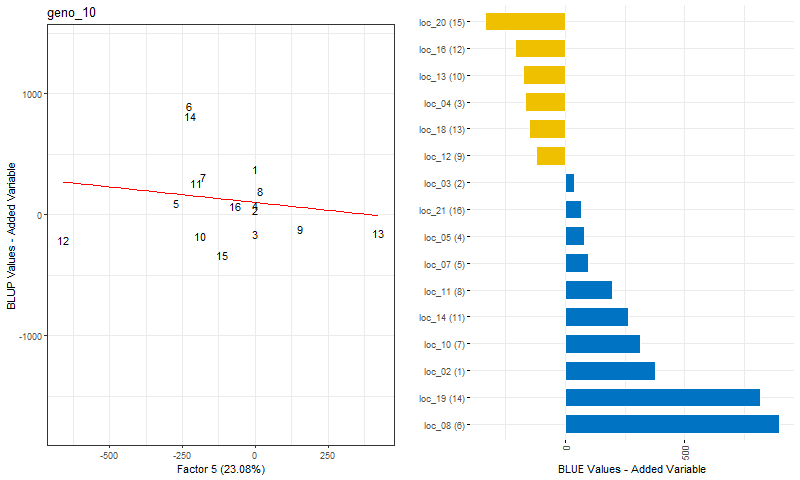 geno_10
BLUP Values - Added Variable
1000
0
-1000
6
14
1
7
11
18
5
16
4
2
3
9
13
10
12
15
-500
-250
0
250
Factor 5 (23.08%)
loc_20 (15)
loc_16 (12)
loc_13 (10)
loc_04 (3)
loc_18 (13)
loc_12 (9)
loc_03 (2)
loc_21 (16)
loc_05 (4)
loc_07 (5)
loc_11 (8)
loc_14 (11)
loc_10 (7)
loc_02 (1)
loc_19 (14)
loc_08 (6)
0
500
BLUE Values - Added Variable